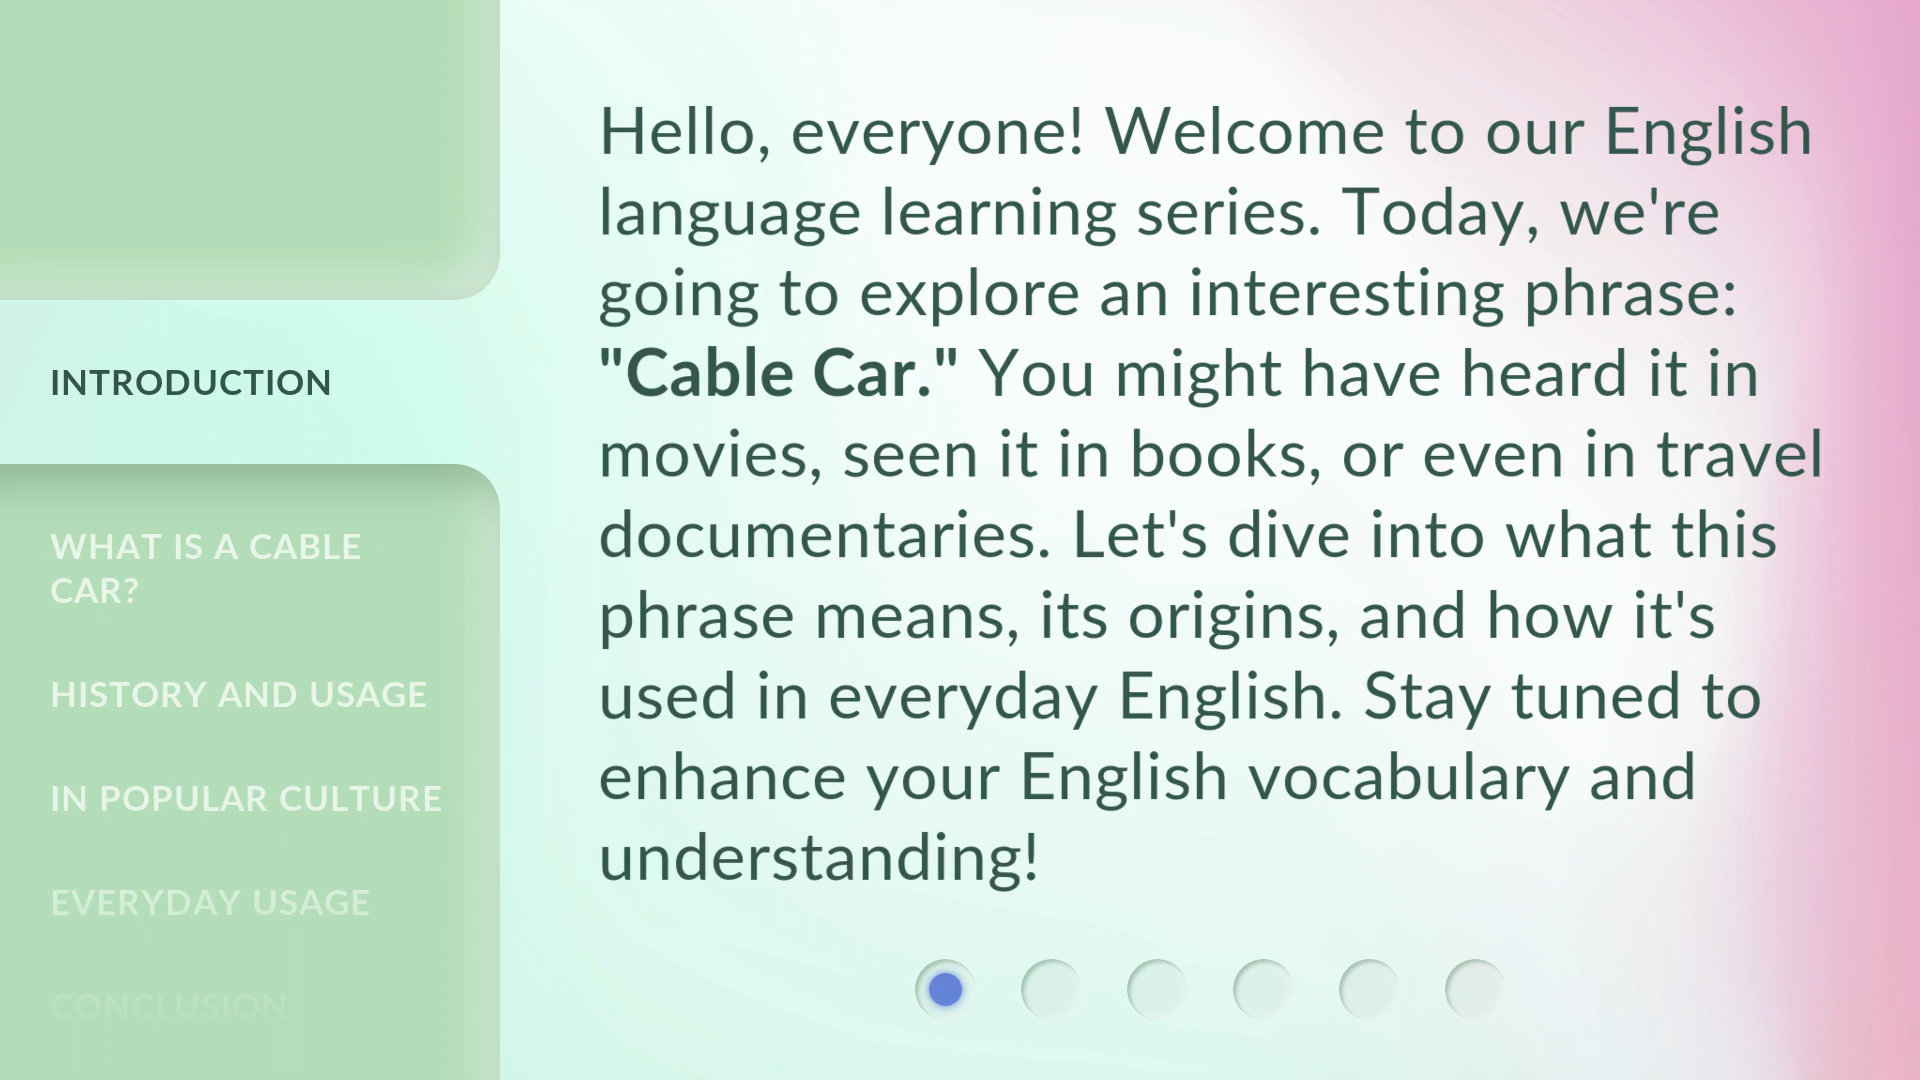 INTRODUCTION
WHAT IS A CABLE
CAR?
HISTORY AND USAGE
IN POPULAR CULTURE
EVERYDAY USAGE
CONCLUSION
Hello, everyone! Welcome to our English
language learning series. Today, we're
going to explore an interesting phrase:
"Cable Car." You might have heard it in
movies, seen it in books, or even in travel
documentaries. Let's dive into what this
phrase means, its origins, and how it's
used in everyday English. Stay tuned to
enhance your English vocabulary and
understanding!